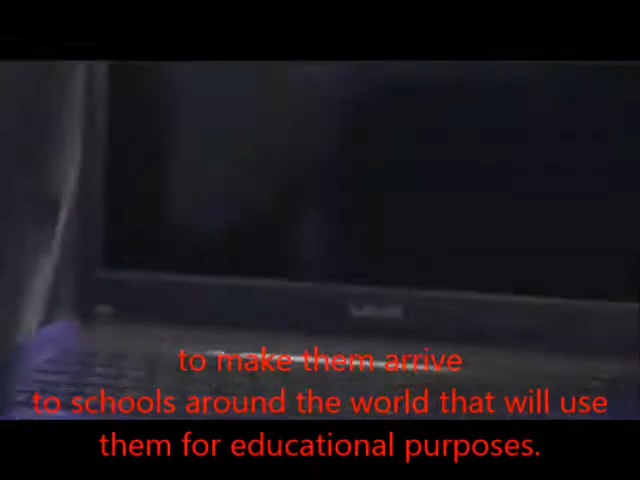 to make them arrive
to schools around the world that will use
them for educational purposes.